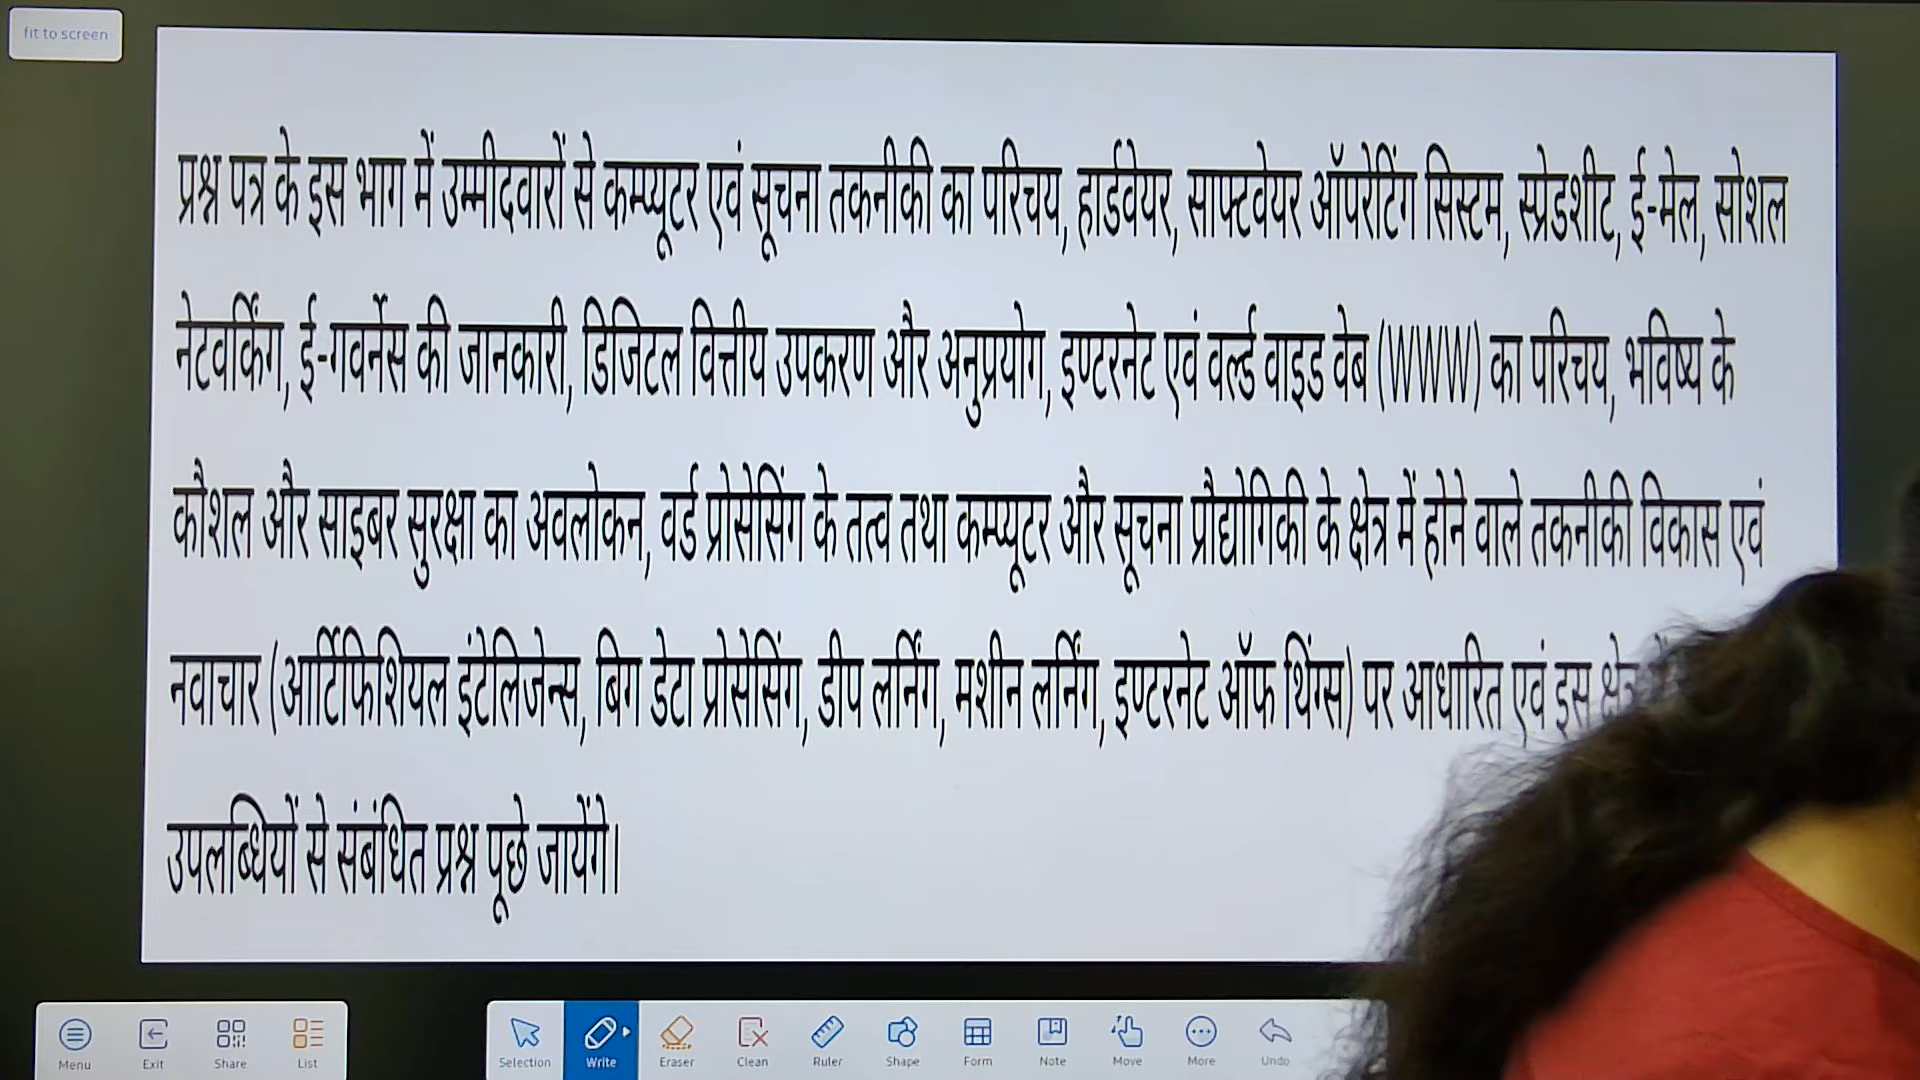 fit to screen
प्रश्न पत्र के इस भाग में उम्मीदवारों से कम्प्यूटर एवं सूचना तकनीकी का परिचय, हार्डवेयर, साफ्टवेयर ऑपरेटिंग सिस्टम, स्प्रेडशीट, ई-मेल, सोशल
नेटवर्किंग, ई-गवर्नेस की जानकारी, डिजिटल वित्तीय उपकरण और अनुप्रयोग, इण्टरनेट एवं वर्ल्ड वाइड वेब (WWW) का परिचय, भविष्य के
कौशल और साइबर सुरक्षा का अवलोकन, वर्ड प्रोसेसिंग के तत्व तथा कम्प्यूटर और सूचना प्रौद्योगिकी के क्षेत्र में होने वाले तकनीकी विकास एवं
नवाचार (आर्टिफिशियल इंटेलिजेन्स, बिग डेटा प्रोसेसिंग, डीप लर्निंग, मशीन लर्निंग, इण्टरनेट ऑफ थिंग्स) पर आधारित एवं इस क्षेत्र
उपलब्धियों से संबंधित प्रश्न पूछे जायेंगे।
Menu Exit Share List Selection Write Eraser Clean Ruler Shape Form Note Move More Undo